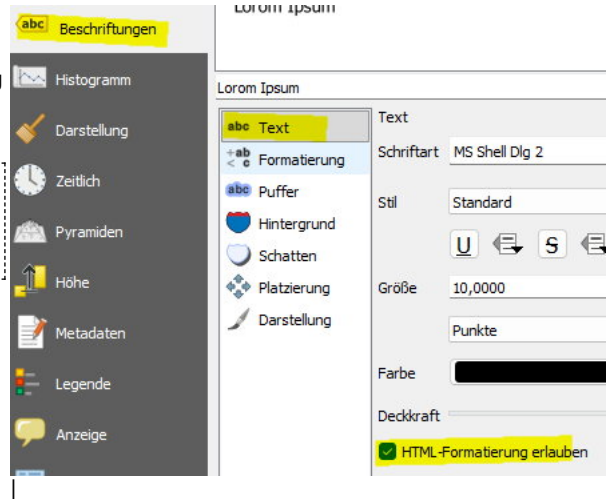 Lorom Ipsum
abc Beschriftungen
Histogramm
Darstellung
Zeitlich
Pyramiden
Höhe
Metadaten
Legende
Anzeige
Lorom Ipsum
abc Text
+ab
< c Formatierung
abc Puffer
Hintergrund
Schatten
Platzierung
Darstellung
Text
Schriftart MS Shell Dlg 2
Stil Standard
U S
Größe 10,0000
Punkte
Farbe
Deckkraft
HTML-Formatierung erlauben